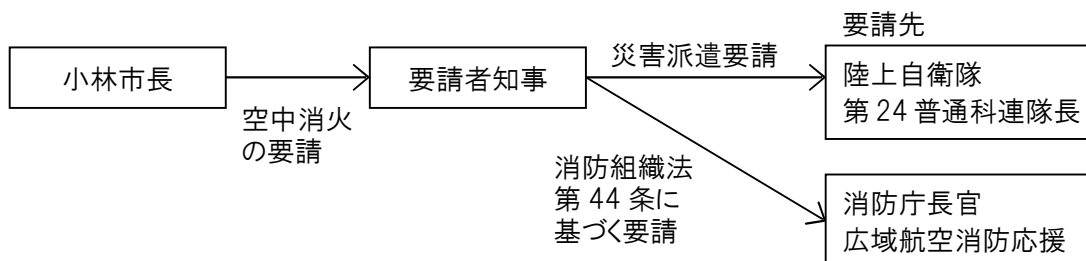 要請先
小林市長
空中消火
の要請
要請者知事
災害派遣要請
陸上自衛隊
第24普通科連隊長
消防組織法
第44条に
基づく要請
消防庁長官
広域航空消防応援